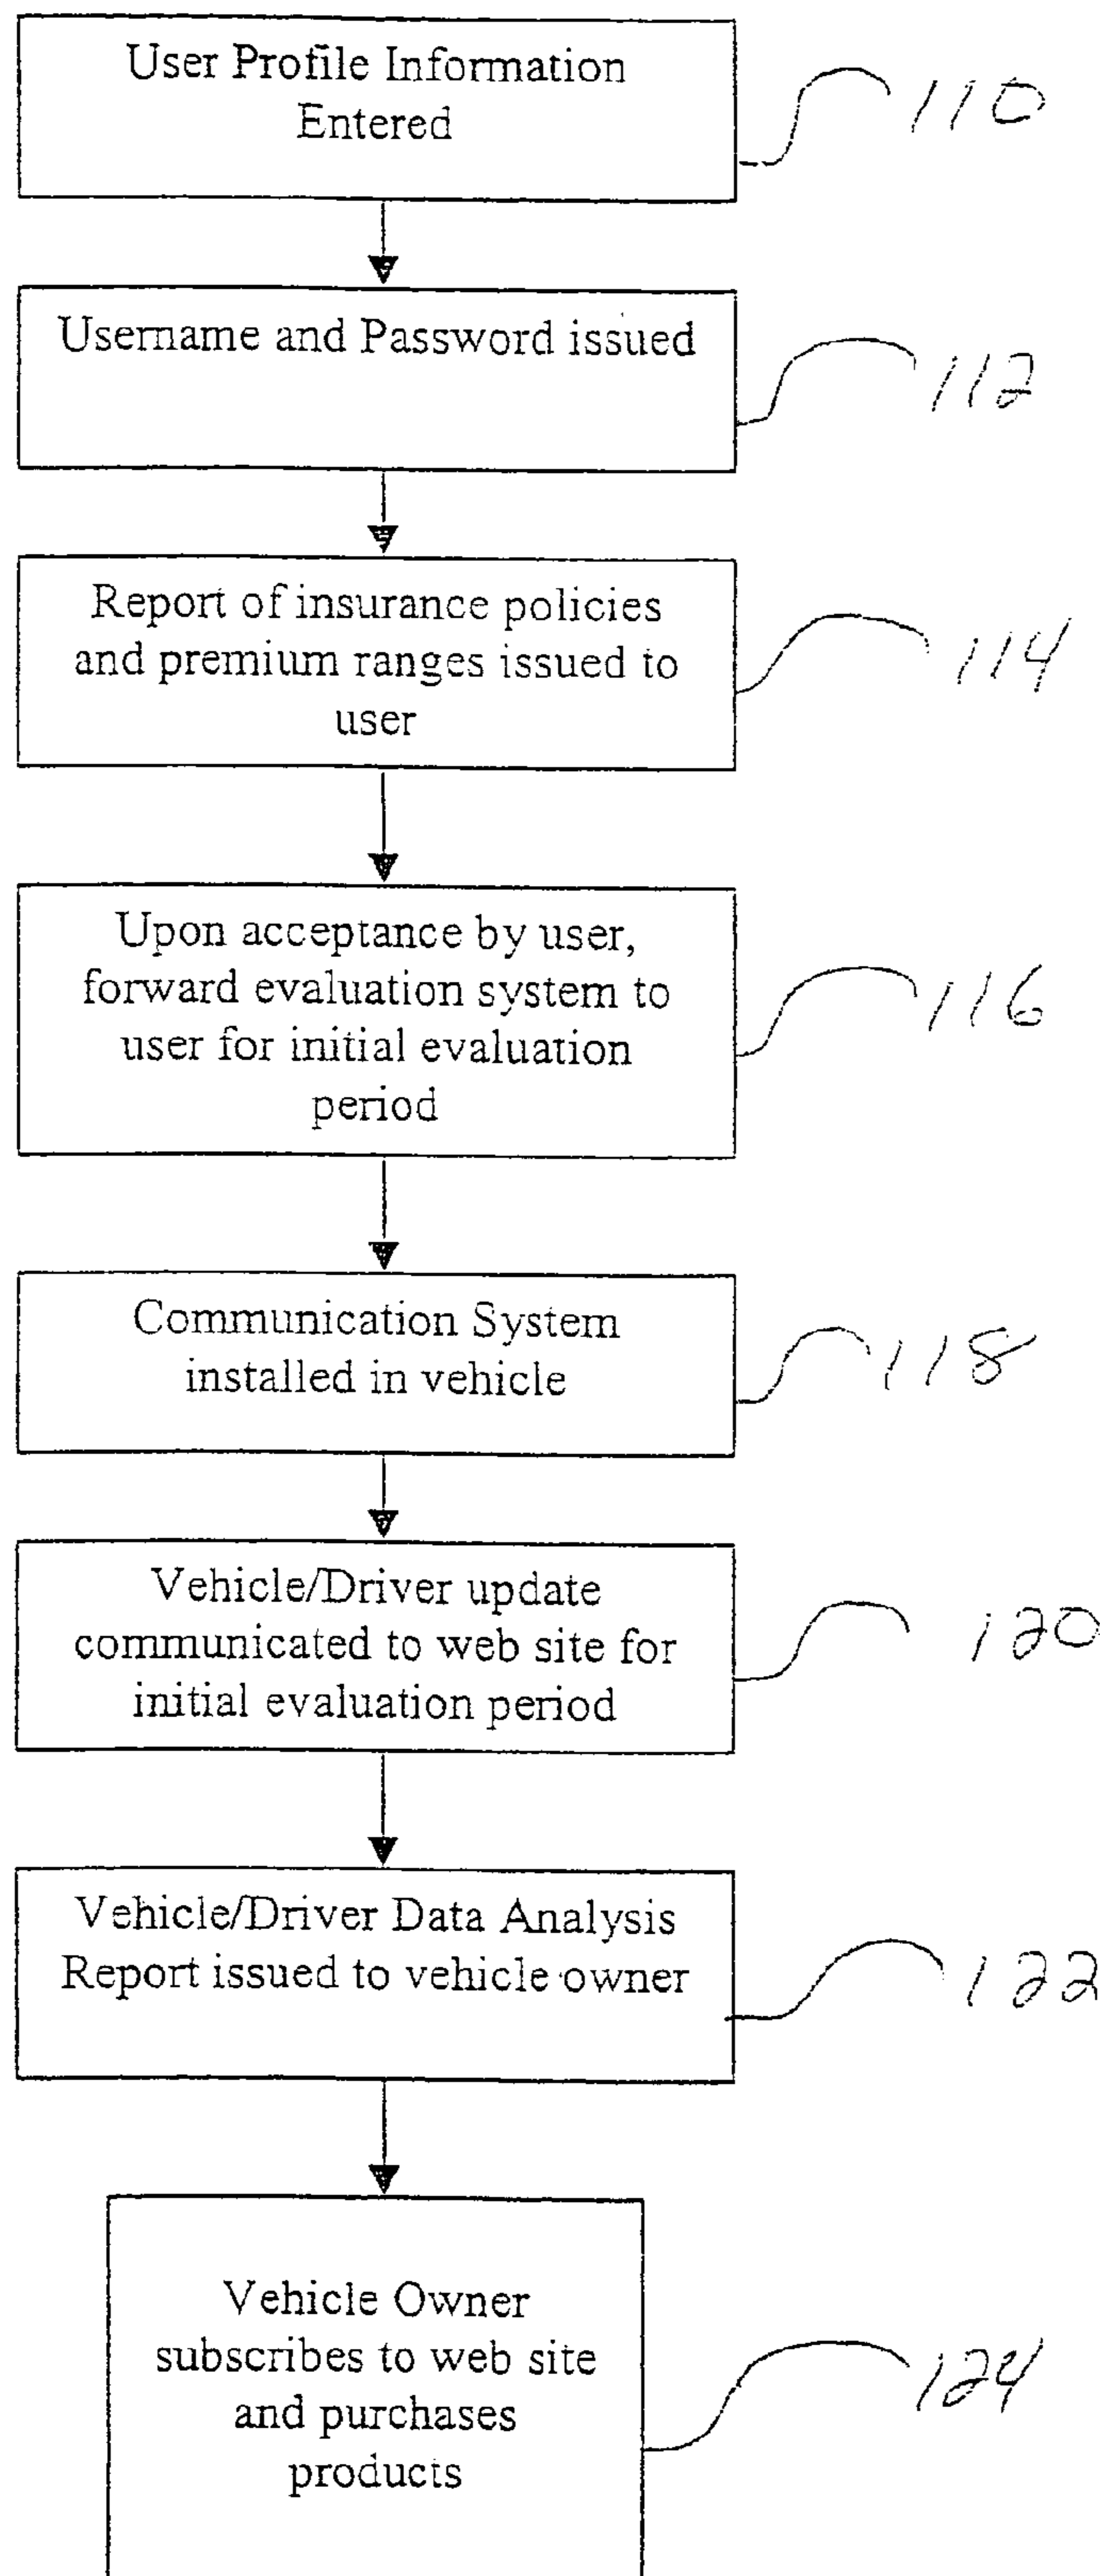 User Profile Information
Entered
110
Username and Password issued
112
Report of insurance policies
and premium ranges issued to
user
114
Upon acceptance by user,
forward evaluation system to
user for initial evaluation
period
116
Communication System
installed in vehicle
118
Vehicle/Driver update
communicated to web site for
initial evaluation period
120
Vehicle/Driver Data Analysis
Report issued to vehicle owner
122
Vehicle Owner
subscribes to web site
and purchases
products
124